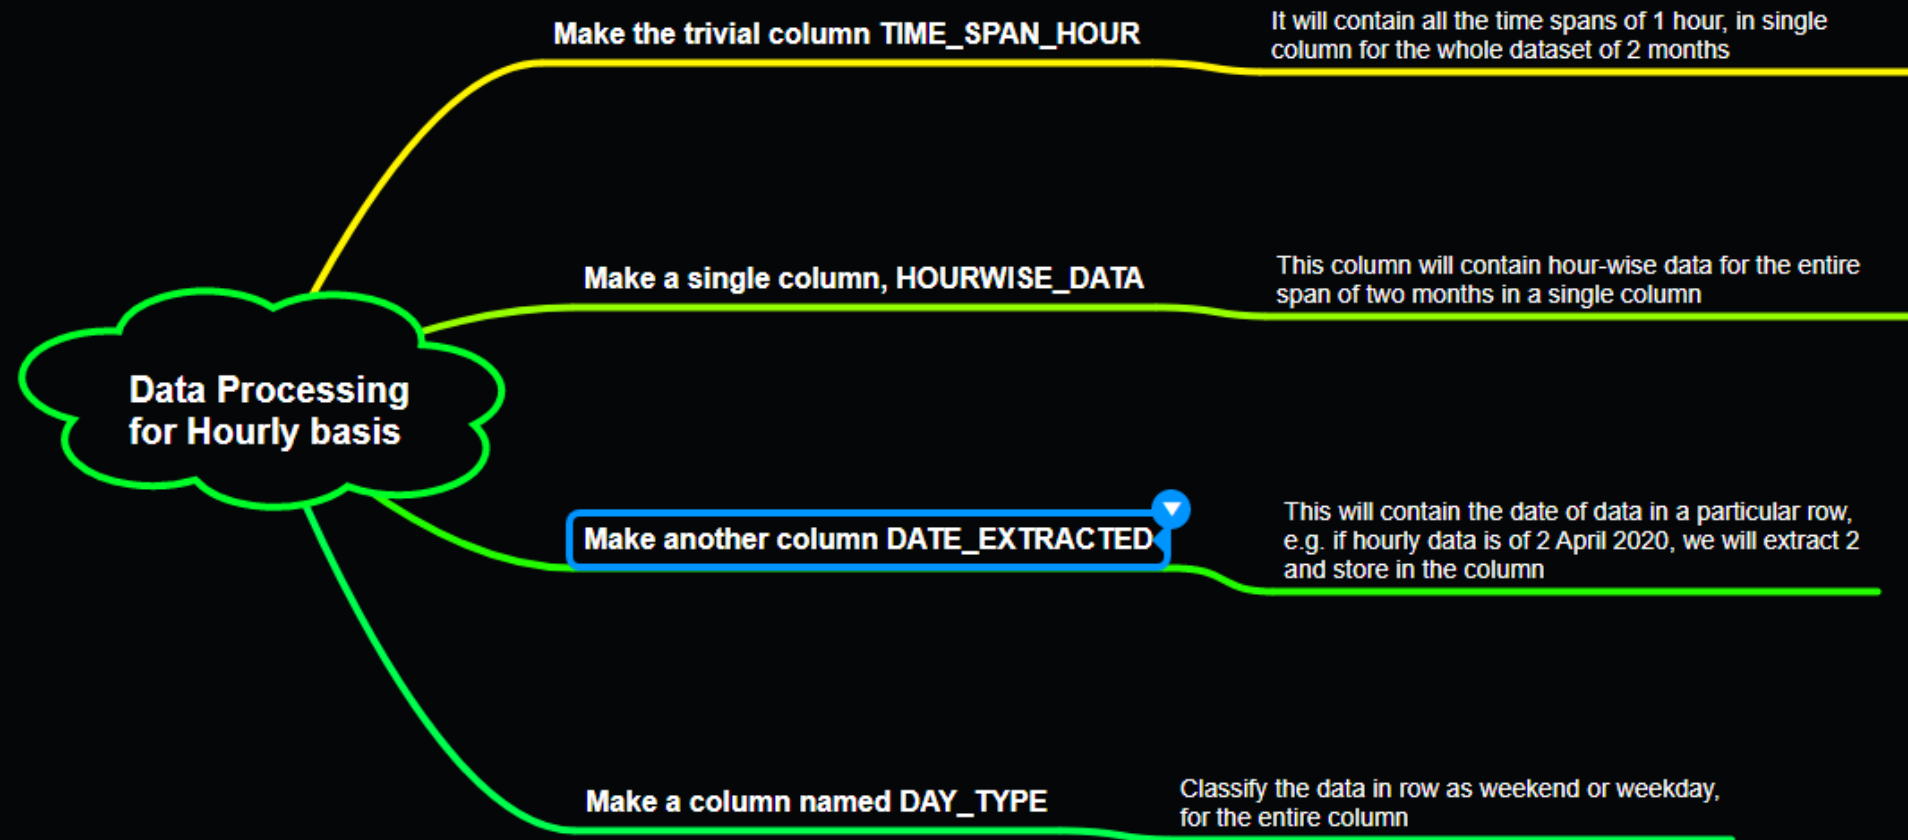 Make the trivial column TIME_SPAN_HOUR
It will contain all the time spans of 1 hour, in single
column for the whole dataset of 2 months
Make a single column, HOURWISE_DATA
This column will contain hour-wise data for the entire
span of two months in a single column
Data Processing
for Hourly basis
Make another column DATE_EXTRACTED
This will contain the date of data in a particular row,
e.g. if hourly data is of 2 April 2020, we will extract 2
and store in the column
Make a column named DAY_TYPE
Classify the data in row as weekend or weekday,
for the entire column